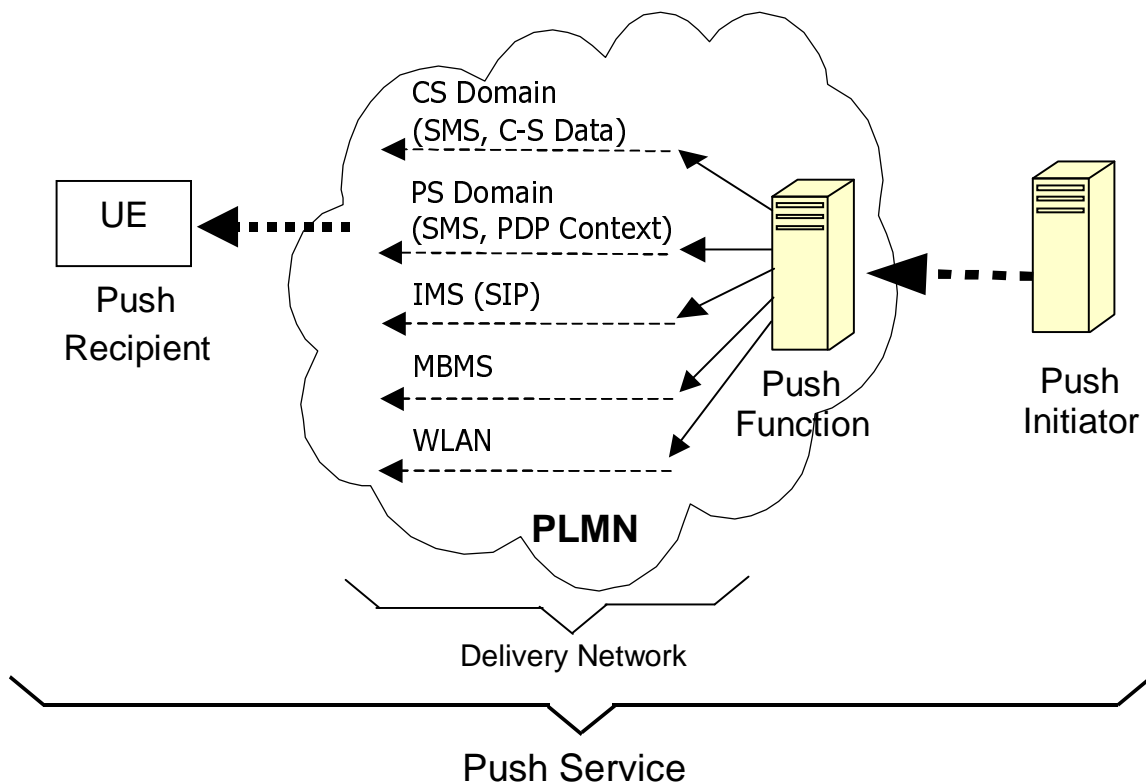 CS Domain
(SMS, C-S Data)
PS Domain
(SMS, PDP Context)
IMS (SIP)
MBMS
WLAN
PLMN
UE
Push
Recipient
Push
Function
Push
Initiator
Delivery Network
Push Service